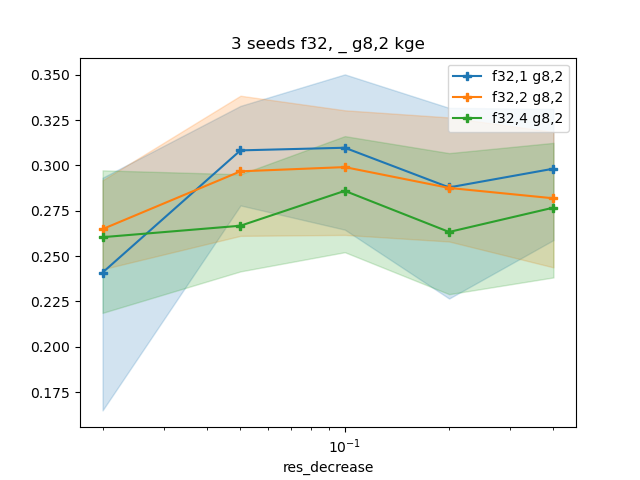 3 seeds f32, _ g8,2 kge
0.350
0.325
0.300
0.275
0.250
0.225
0.200
0.175
f32,1 g8,2
f32,2 g8,2
f32,4 g8,2
10⁻¹
res_decrease